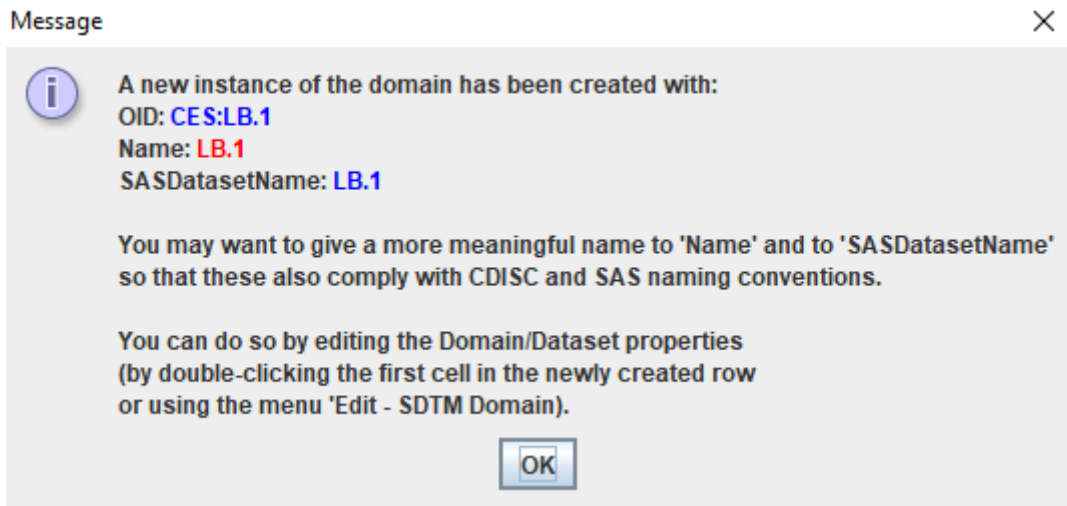 Message
A new instance of the domain has been created with:
OID: CES:LB.1
Name: LB.1
SASDatasetName: LB.1
You may want to give a more meaningful name to 'Name' and to 'SASDatasetName'
so that these also comply with CDISC and SAS naming conventions.
You can do so by editing the Domain/Dataset properties
(by double-clicking the first cell in the newly created row
or using the menu 'Edit - SDTM Domain).
OK